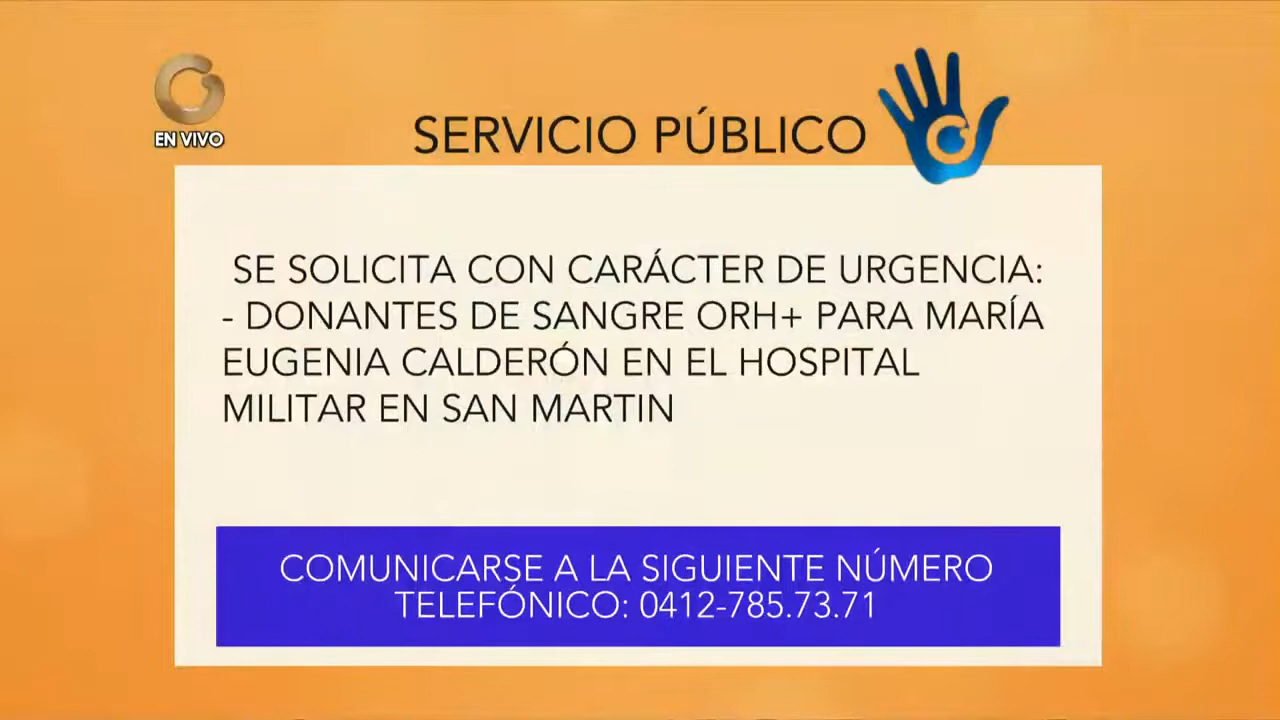 EN VIVO
SERVICIO PÚBLICO
SE SOLICITA CON CARÁCTER DE URGENCIA:
- DONANTES DE SANGRE ORH+ PARA MARÍA
EUGENIA CALDERÓN EN EL HOSPITAL
MILITAR EN SAN MARTIN
COMUNICARSE A LA SIGUIENTE NÚMERO
TELEFÓNICO: 0412-785.73.71